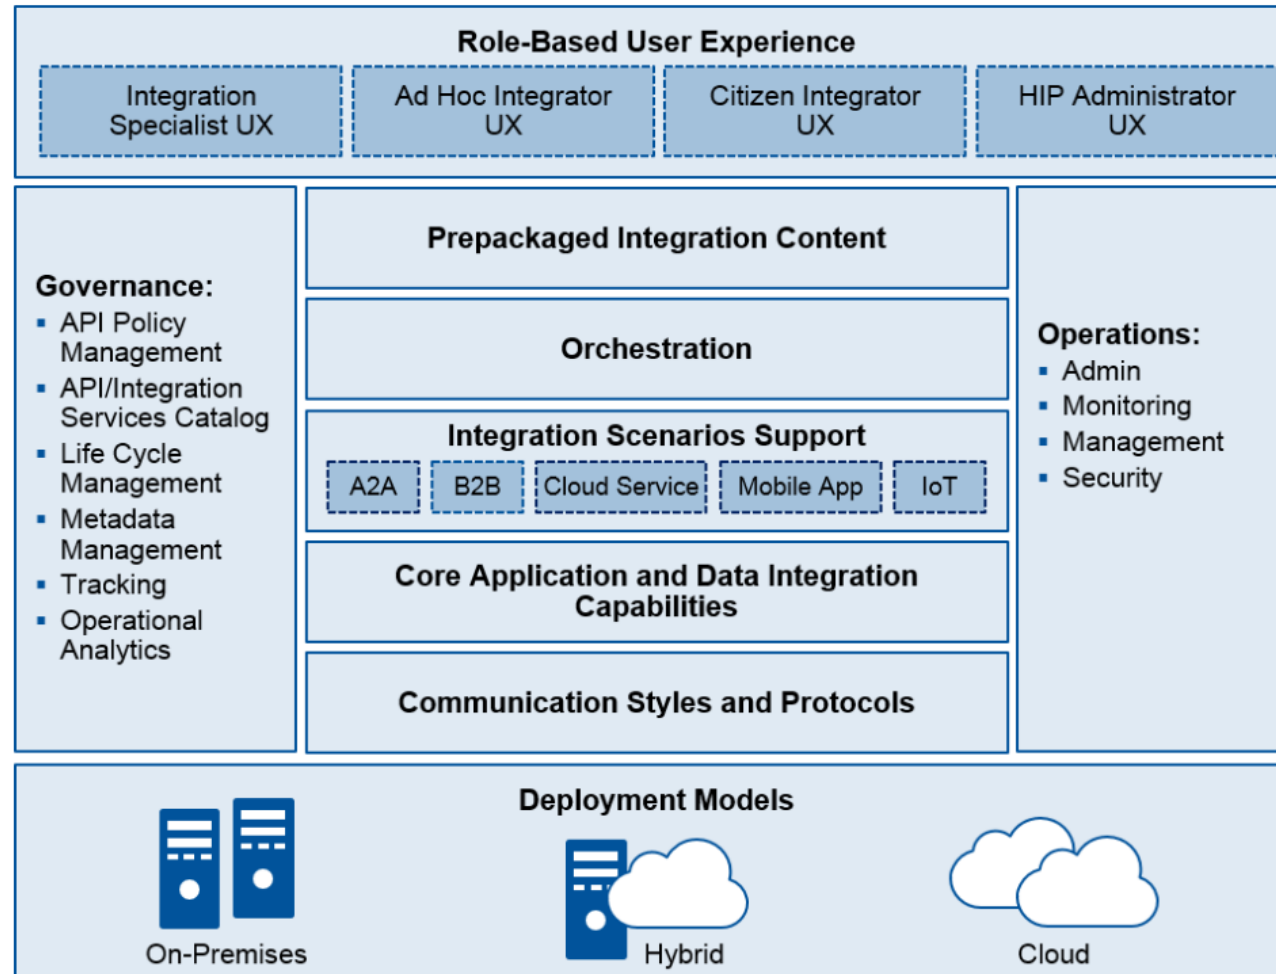 Role-Based User Experience
Integration
Specialist UX
Ad Hoc Integrator
UX
Citizen Integrator
UX
HIP Administrator
UX
Governance:
▪ API Policy
Management
▪ API/Integration
Services Catalog
▪ Life Cycle
Management
▪ Metadata
Management
▪ Tracking
▪ Operational
Analytics
Prepackaged Integration Content
Orchestration
Integration Scenarios Support
A2A
B2B
Cloud Service
Mobile App
IoT
Core Application and Data Integration
Capabilities
Communication Styles and Protocols
Operations:
▪ Admin
▪ Monitoring
▪ Management
▪ Security
Deployment Models
On-Premises
Hybrid
Cloud